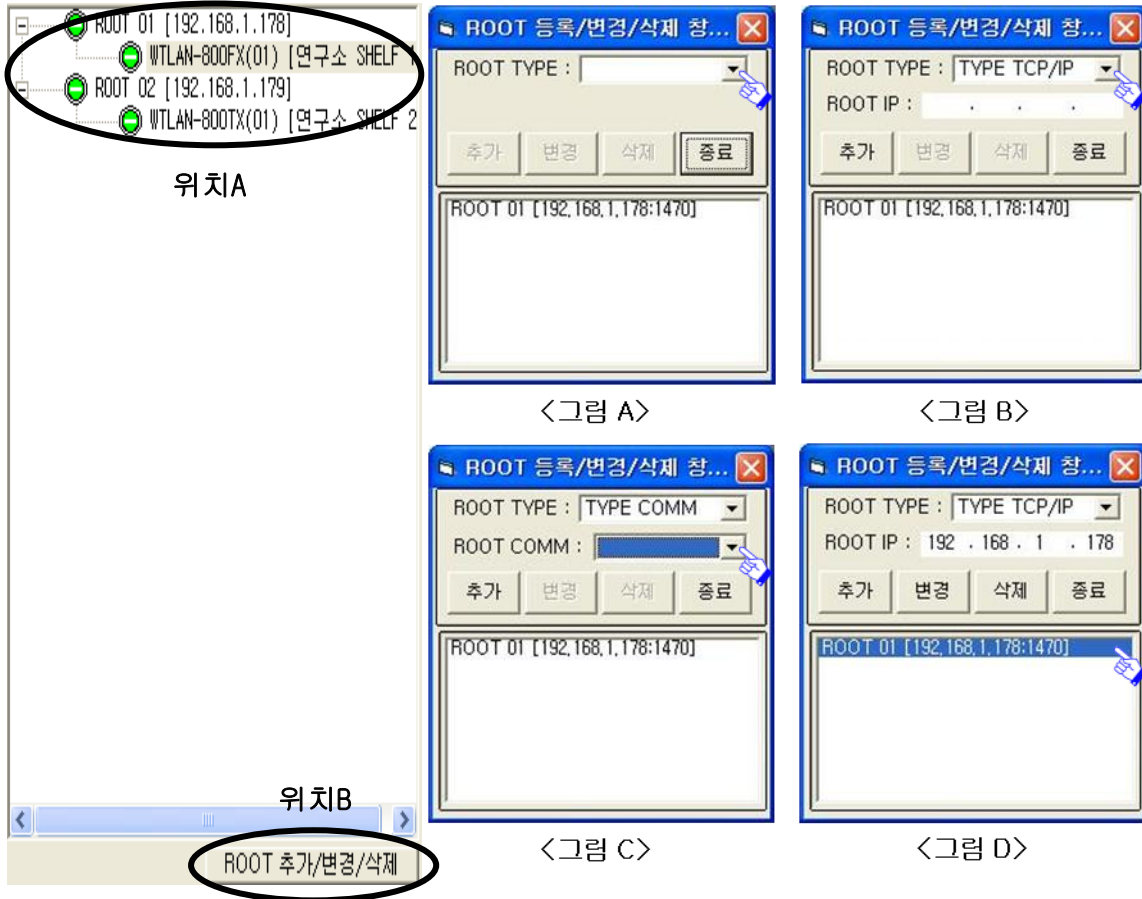 ROOT 01 [192.168.1.178]
WTLAN-800FX(01) [연구소 SHELF 1
ROOT 02 [192.168.1.179]
WTLAN-800TX(01) [연구소 SHELF 2
위치A
위치B
ROOT 추가/변경/삭제
ROOT 등록/변경/삭제 창...
ROOT TYPE :
추가 변경 삭제 종료
ROOT 01 [192,168,1,178:1470]
<그림 A>
ROOT 등록/변경/삭제 창...
ROOT TYPE : TYPE TCP/IP
ROOT IP : . . .
추가 변경 삭제 종료
ROOT 01 [192,168,1,178:1470]
<그림 B>
ROOT 등록/변경/삭제 창...
ROOT TYPE : TYPE COMM
ROOT COMM :
추가 변경 삭제 종료
ROOT 01 [192,168,1,178:1470]
<그림 C>
ROOT 등록/변경/삭제 창...
ROOT TYPE : TYPE TCP/IP
ROOT IP : 192 . 168 . 1 . 178
추가 변경 삭제 종료
ROOT 01 [192,168,1,178:1470]
<그림 D>